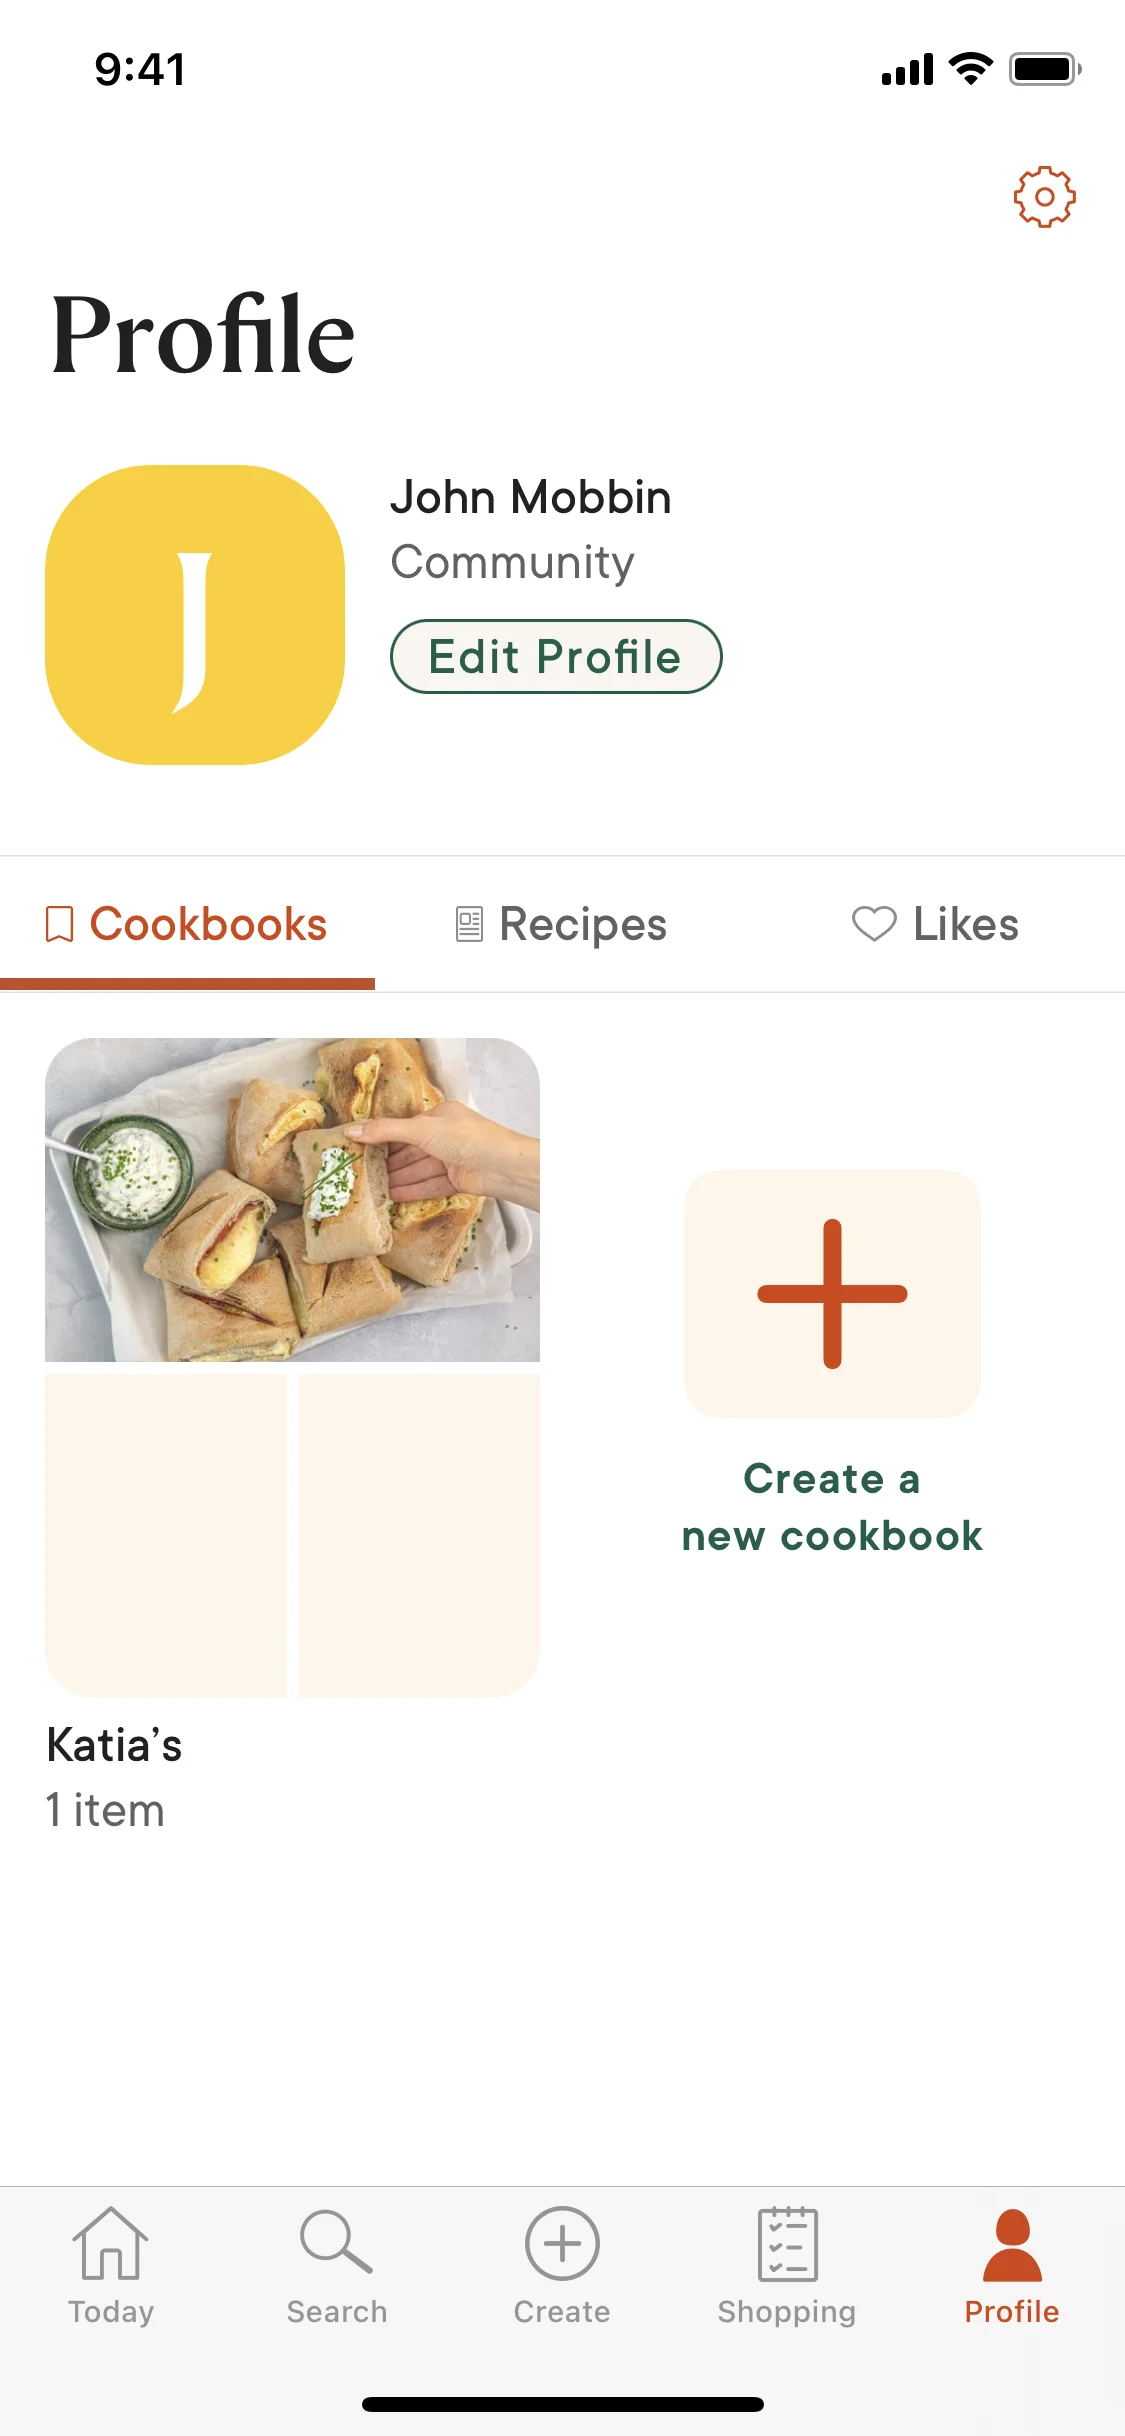 9:41
Profile
J
John Mobbin
Community
Edit Profile
Cookbooks
Recipes
Likes
Create a
new cookbook
Katia’s
1 item
Today
Search
Create
Shopping
Profile